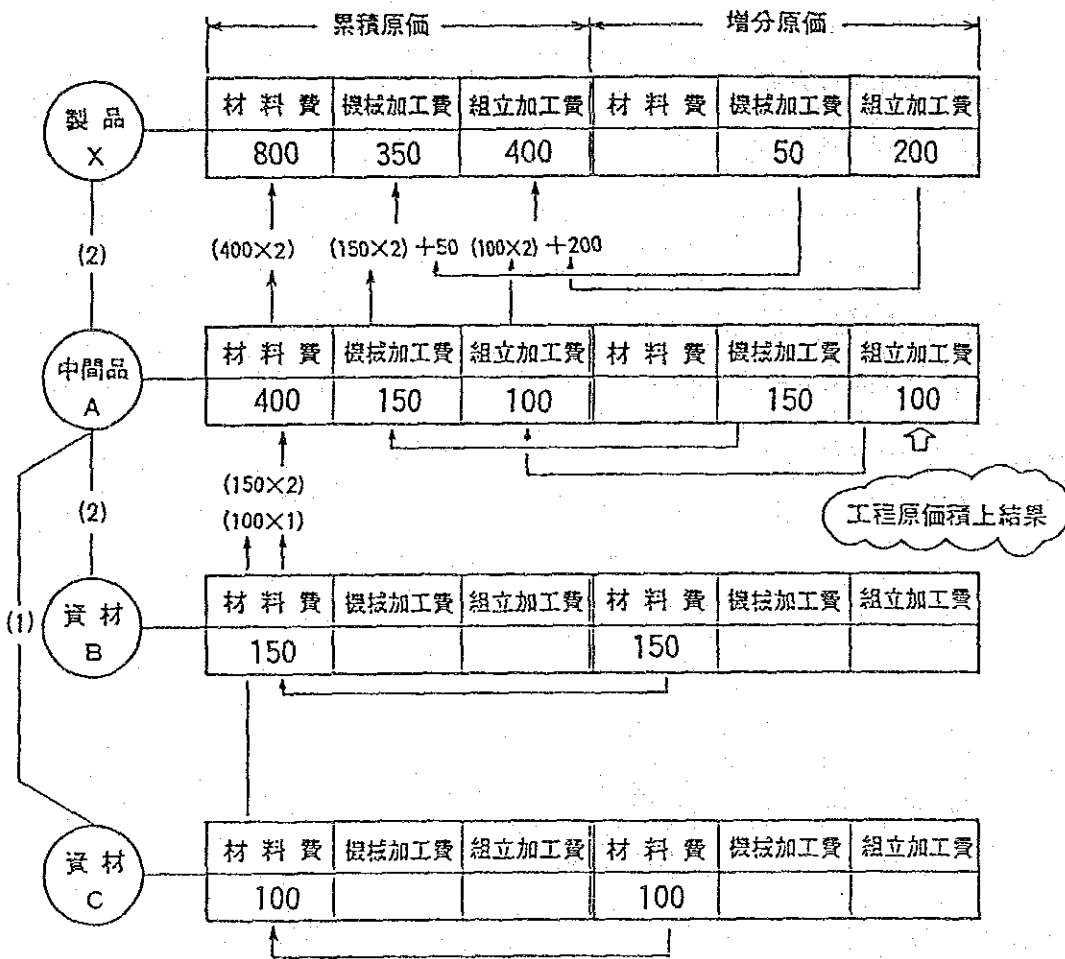 累積原価 増分原価
製品 X
材料費 機械加工費 組立加工費 材料費 機械加工費 組立加工費
800 350 400 50 200
(2) (400×2) (150×2)+50 (100×2)+200
中間品 A
材料費 機械加工費 組立加工費 材料費 機械加工費 組立加工費
400 150 100 150 100
(150×2)
(2) (100×1) 工程原価積上結果
(1)
資材 B
材料費 機械加工費 組立加工費 材料費 機械加工費 組立加工費
150 150
資材 C
材料費 機械加工費 組立加工費 材料費 機械加工費 組立加工費
100 100